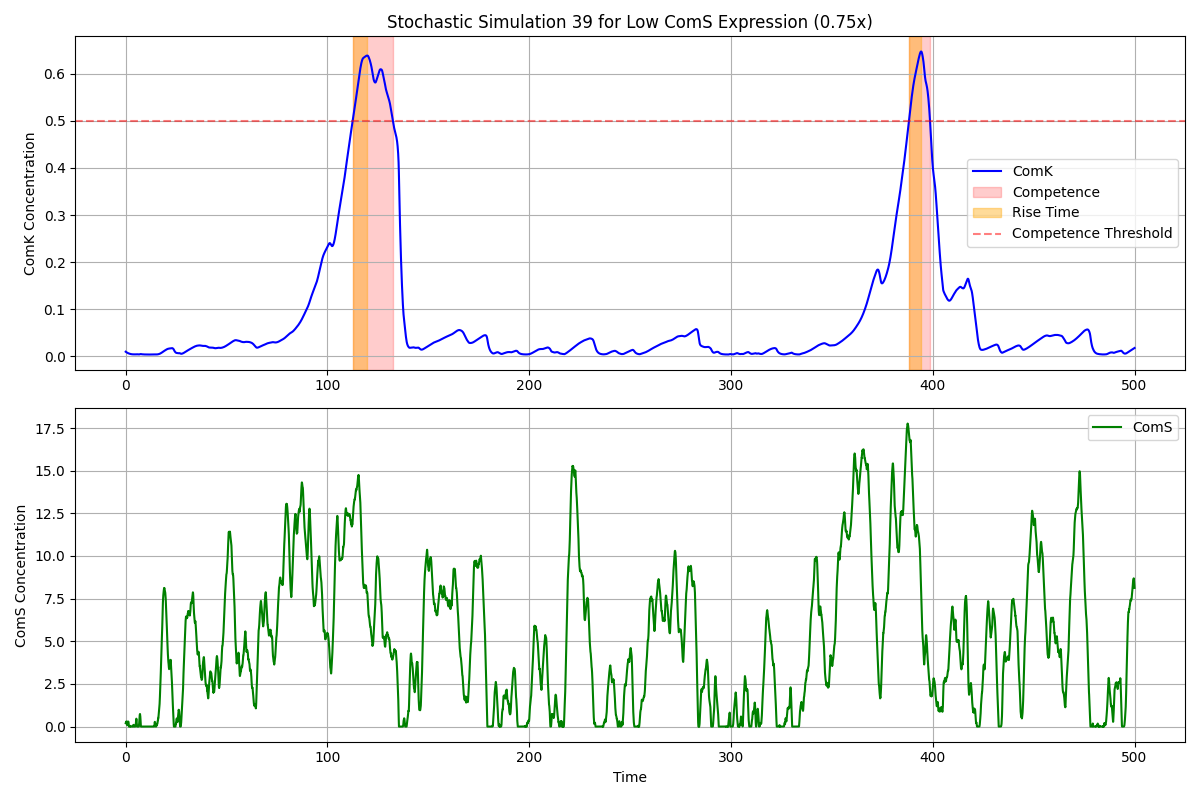 Stochastic Simulation 39 for Low ComS Expression (0.75x)
ComK Concentration
0.6
0.5
0.4
0.3
0.2
0.1
0.0
ComK
Competence
Rise Time
Competence Threshold
0 100 200 300 400 500
ComS Concentration
17.5
15.0
12.5
10.0
7.5
5.0
2.5
0.0
ComS
0 100 200 300 400 500
Time